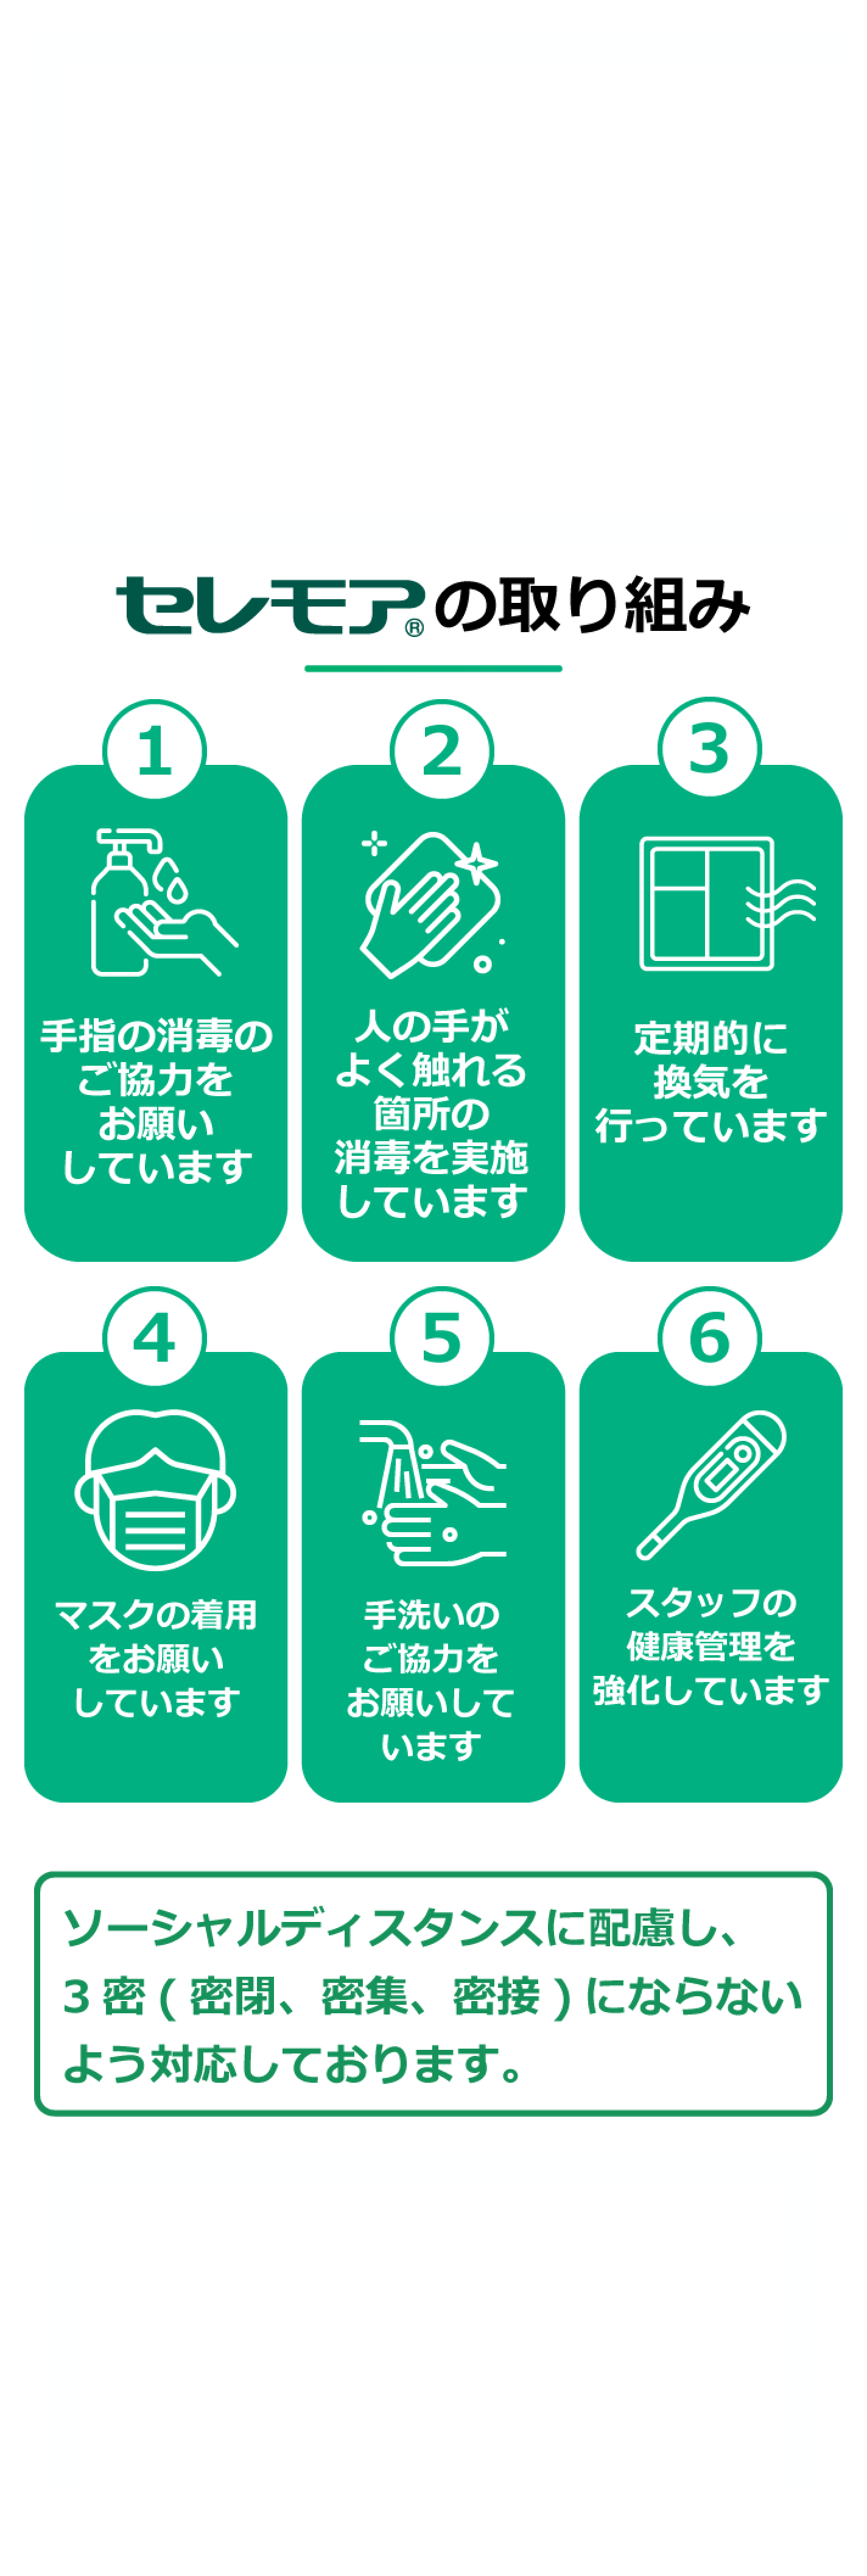 セレモア®の取り組み
1
手指の消毒の
ご協力を
お願い
しています
2
人の手が
よく触れる
箇所の
消毒を実施
しています
3
定期的に
換気を
行っています
4
マスクの着用
をお願い
しています
5
手洗いの
ご協力を
お願いして
います
6
スタッフの
健康管理を
強化しています
ソーシャルディスタンスに配慮し、
3密(密閉、密集、密接)にならない
よう対応しております。